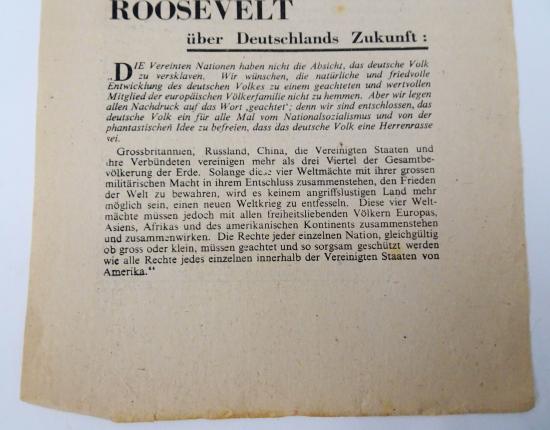 ROOSEVELT
über Deutschlands Zukunft :
„DIE Vereinten Nationen haben nicht die Absicht, das deutsche Volk
zu versklaven. Wir wünschen, die natürliche und friedvolle
Entwicklung des deutschen Volkes zu einem geachteten und wertvollen
Mitglied der europäischen Völkerfamilie nicht zu hemmen. Aber wir legen
allen Nachdruck auf das Wort ‚geachtet'; denn wir sind entschlossen, das
deutsche Volk ein für alle Mal vom Nationalsozialismus und von der
phantastischen Idee zu befreien, dass das deutsche Volk eine Herrenrasse
sei.
Grossbritannien, Russland, China, die Vereinigten Staaten und
ihre Verbündeten vereinigen mehr als drei Viertel der Gesamtbe-
völkerung der Erde. Solange diese vier Weltmächte mit ihrer grossen
militärischen Macht in ihrem Entschluss zusammenstehen, den Frieden
der Welt zu bewahren, wird es keinem angriffslustigen Land mehr
möglich sein, einen neuen Weltkrieg zu entfesseln. Diese vier Welt-
mächte müssen jedoch mit allen freiheitsliebenden Völkern Europas,
Asiens, Afrikas und des amerikanischen Kontinents zusammenstehen
und zusammenwirken. Die Rechte jeder einzelnen Nation, gleichgültig
ob gross oder klein, müssen geachtet und so sorgsam geschützt werden
wie alle Rechte jedes einzelnen innerhalb der Vereinigten Staaten von
Amerika.“